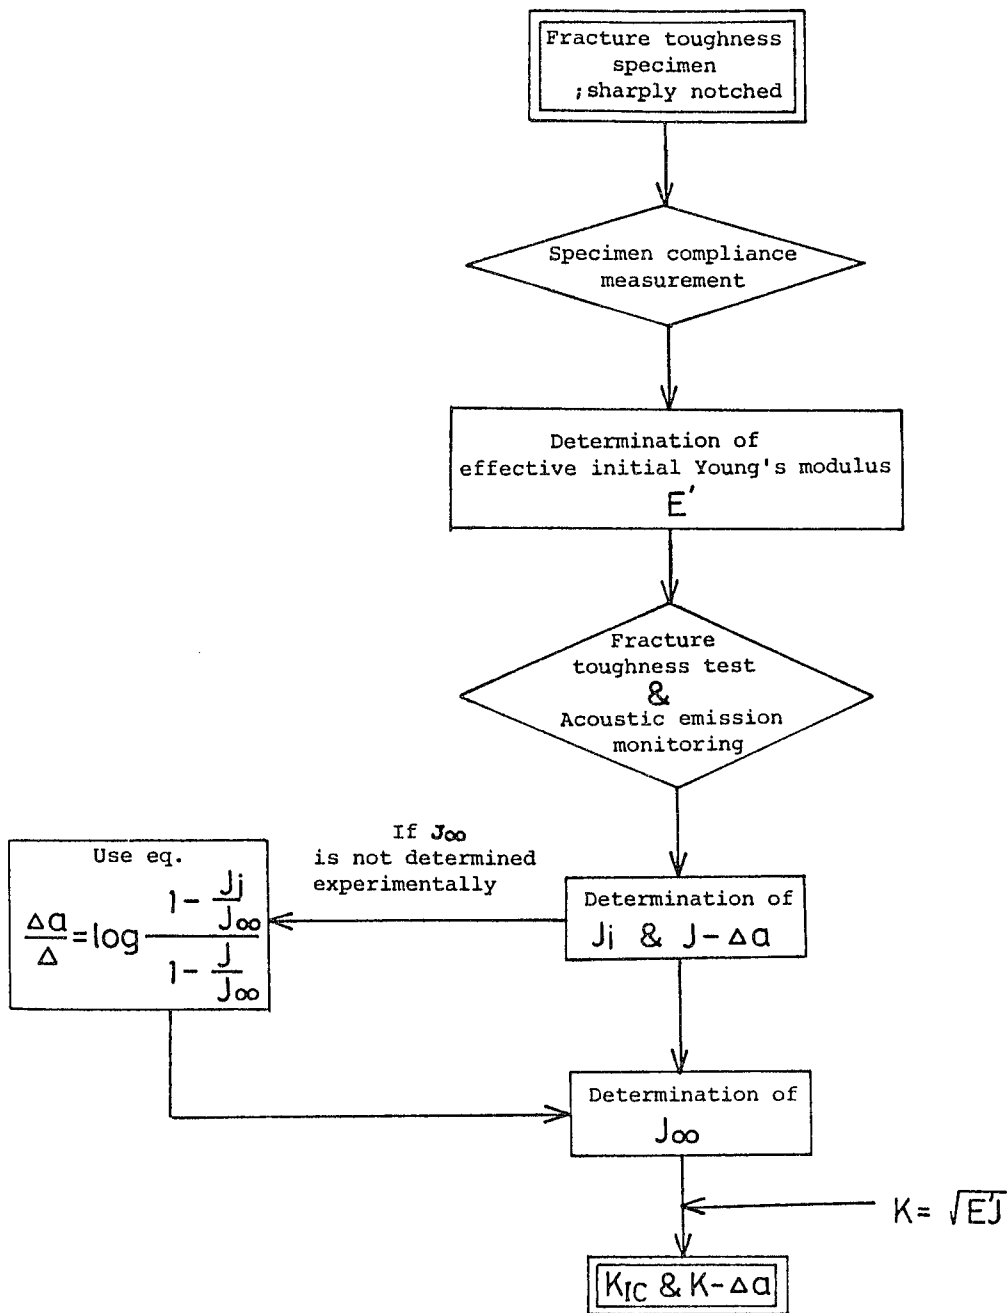 Fracture toughness
specimen
;sharply notched
Specimen compliance
measurement
Determination of
effective initial Young's modulus
E′
Fracture
toughness test
&
Acoustic emission
monitoring
If J∞
is not determined
experimentally
Use eq.
Δa/Δ = log (1 - Jj/J∞)/(1 - J/J∞)
Determination of
Ji & J-Δa
Determination of
J∞
K = √E′J
KIC & K-Δa